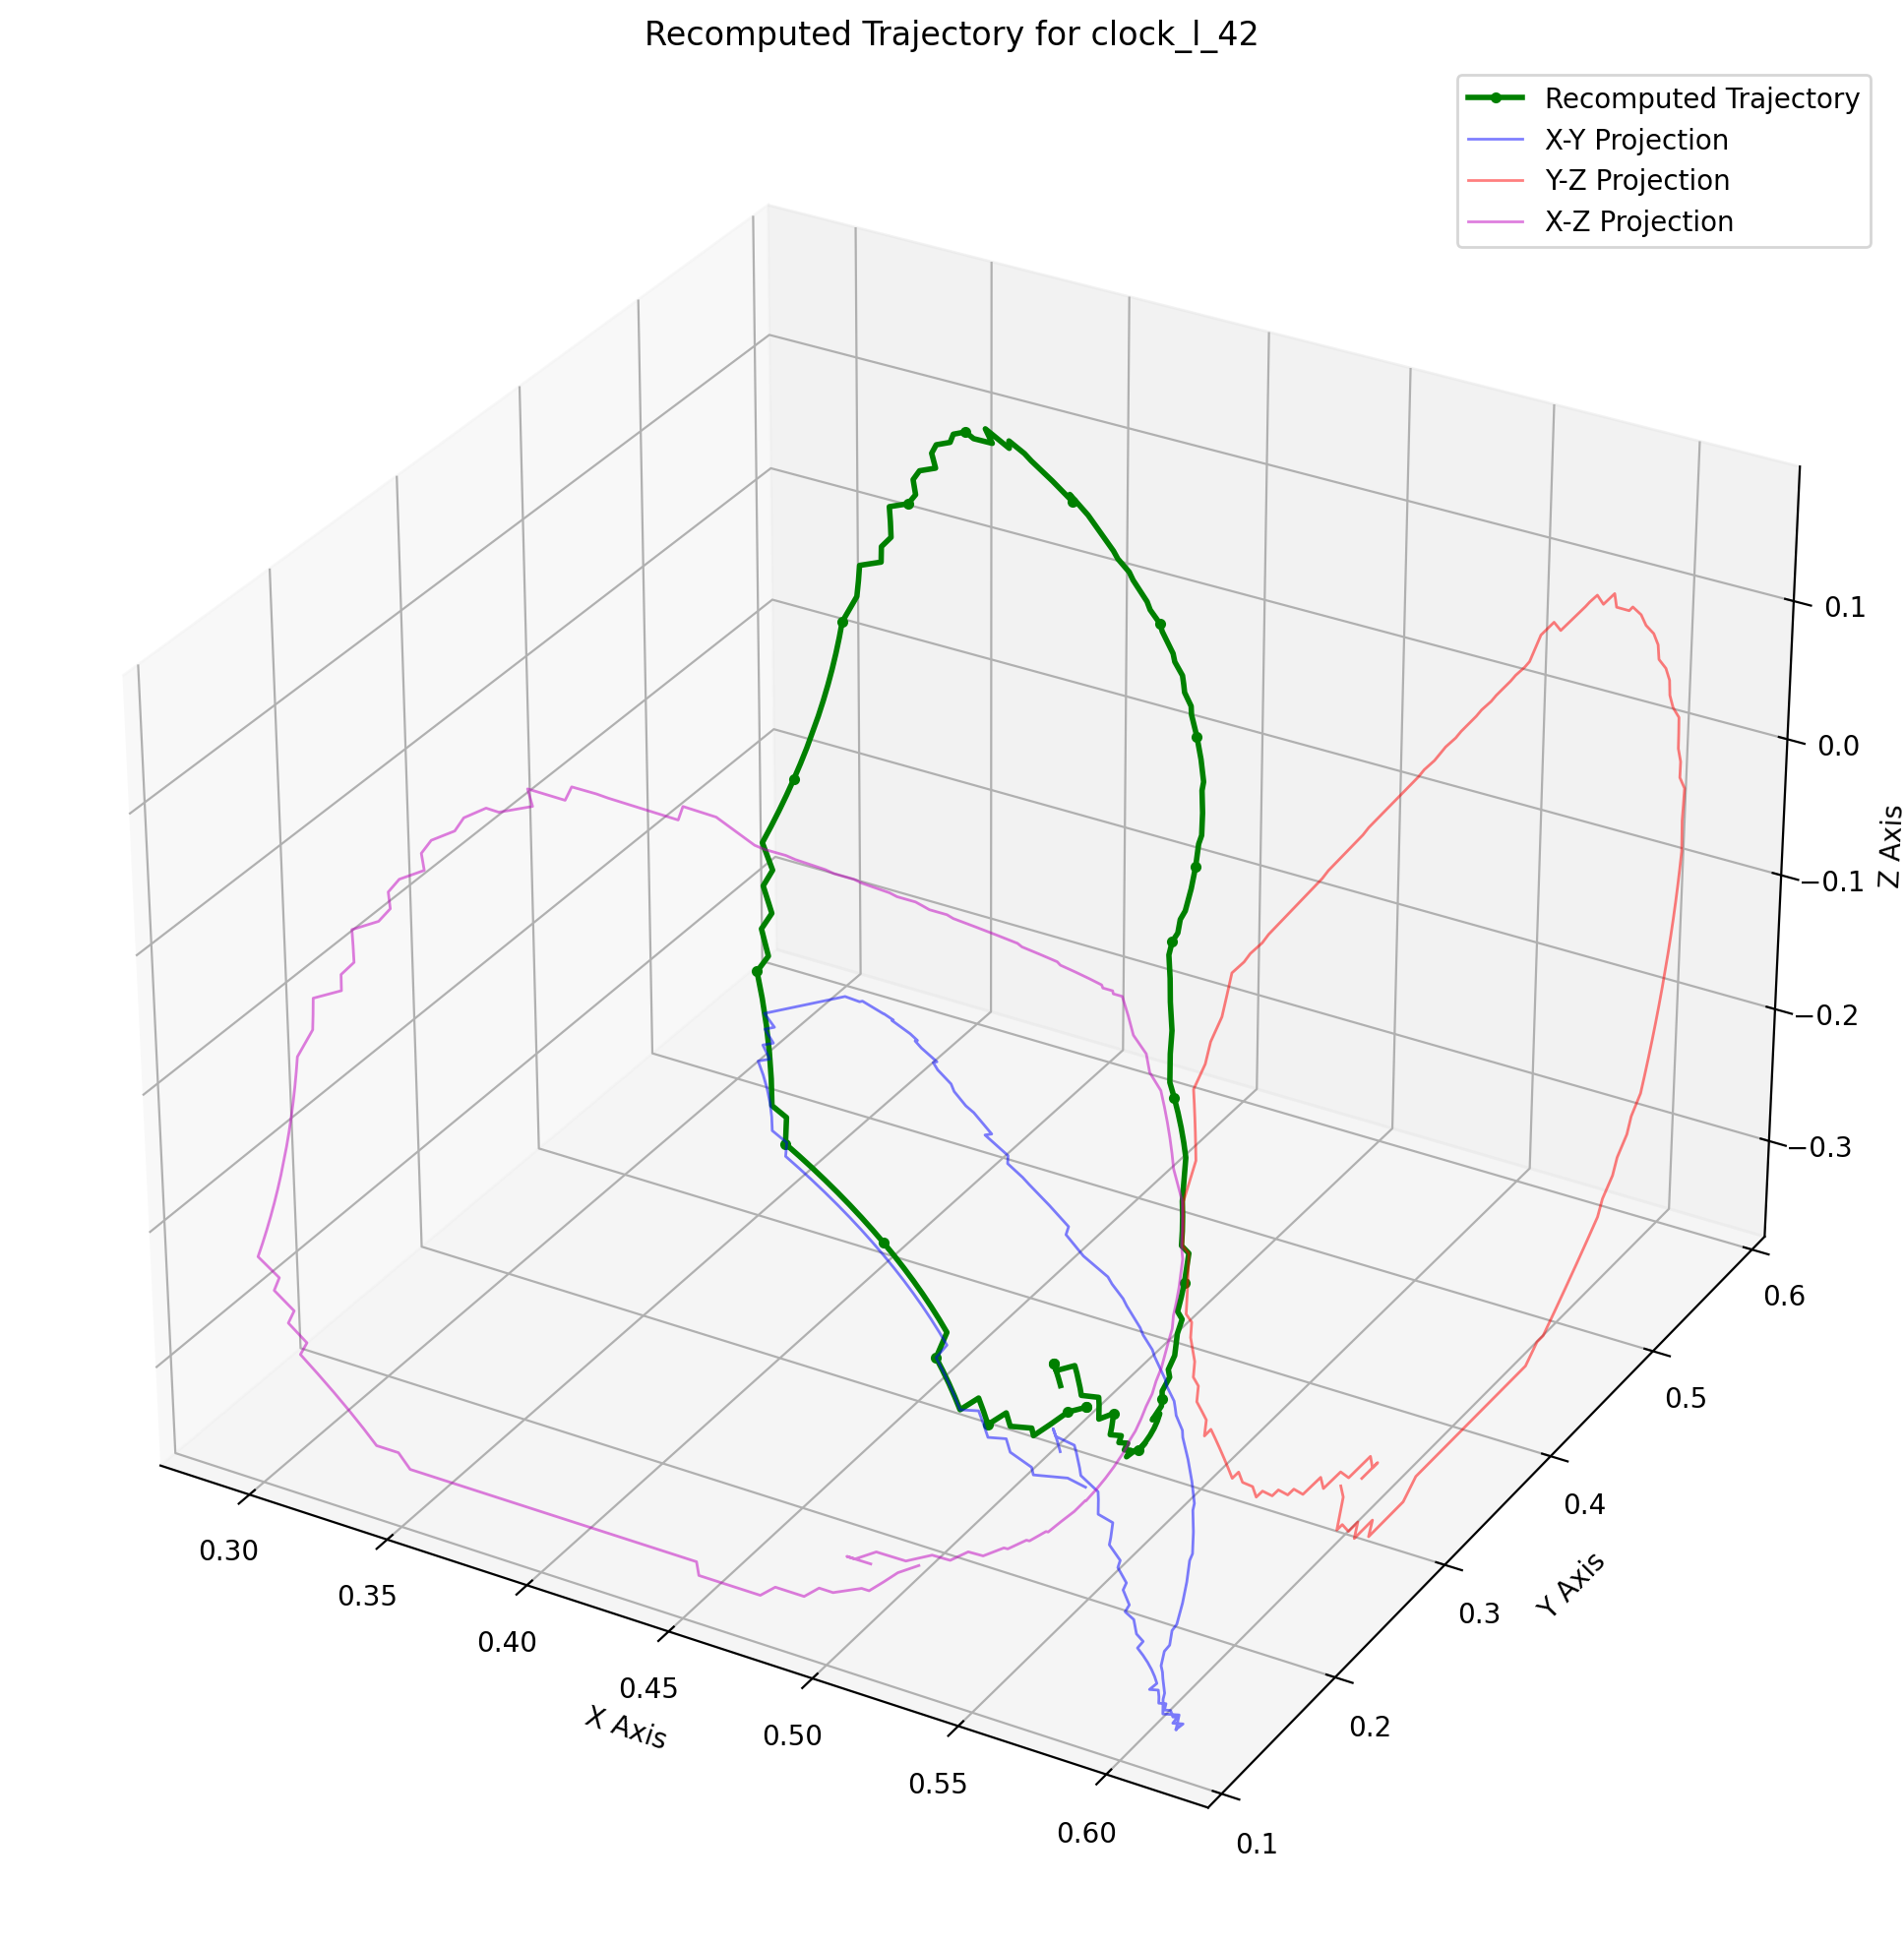 Recomputed Trajectory for clock_l_42
Recomputed Trajectory
X-Y Projection
Y-Z Projection
X-Z Projection
0.1
0.0
−0.1
−0.2
−0.3
Z Axis
0.6
0.5
0.4
0.3
0.2
0.1
Y Axis
0.30
0.35
0.40
0.45
0.50
0.55
0.60
X Axis